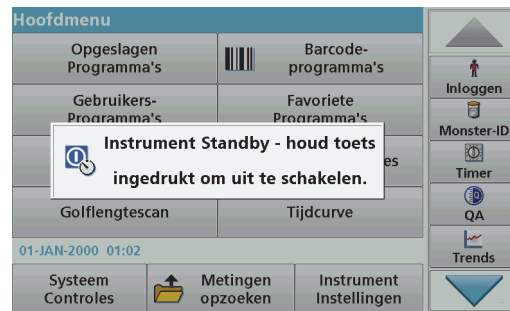 Hoofdmenu
Opgeslagen
Programma's
Barcode-
programma's
Gebruikers-
Programma's
Favoriete
Programma's
Instrument Standby - houd toets
ingedrukt om uit te schakelen.
es
Golflengtescan
Tijdcurve
01-JAN-2000 01:02
Systeem
Controles
Metingen
opzoeken
Instrument
Instellingen
Inloggen
Monster-ID
Timer
QA
Trends